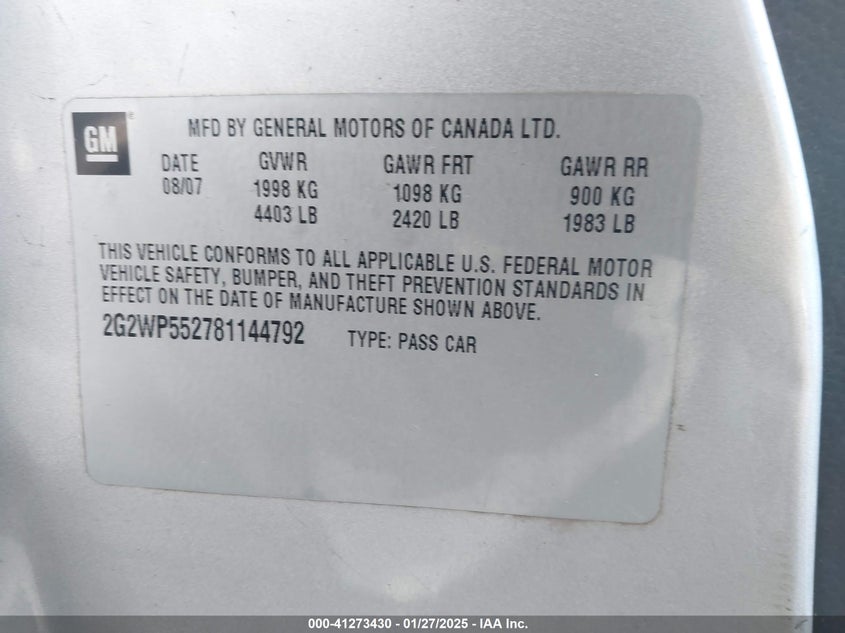 GM ®
MFD BY GENERAL MOTORS OF CANADA LTD.
DATE GVWR GAWR FRT GAWR RR
08/07 1998 KG 1098 KG 900 KG
4403 LB 2420 LB 1983 LB
THIS VEHICLE CONFORMS TO ALL APPLICABLE U.S. FEDERAL MOTOR
VEHICLE SAFETY, BUMPER, AND THEFT PREVENTION STANDARDS IN
EFFECT ON THE DATE OF MANUFACTURE SHOWN ABOVE.
2G2WP552781144792 TYPE: PASS CAR
000-41273430 - 01/27/2025 - IAA Inc.